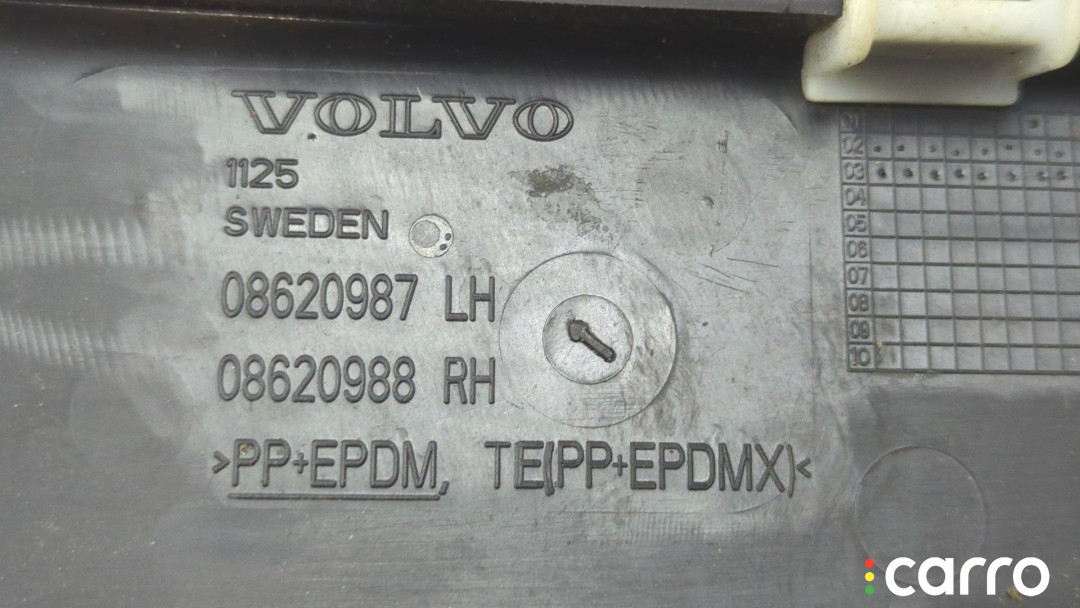 VOLVO
1125
SWEDEN
08620987 LH
08620988 RH
>PP+EPDM, TE(PP+EPDMX)<
02
03
04
05
06
07
08
09
10
carro